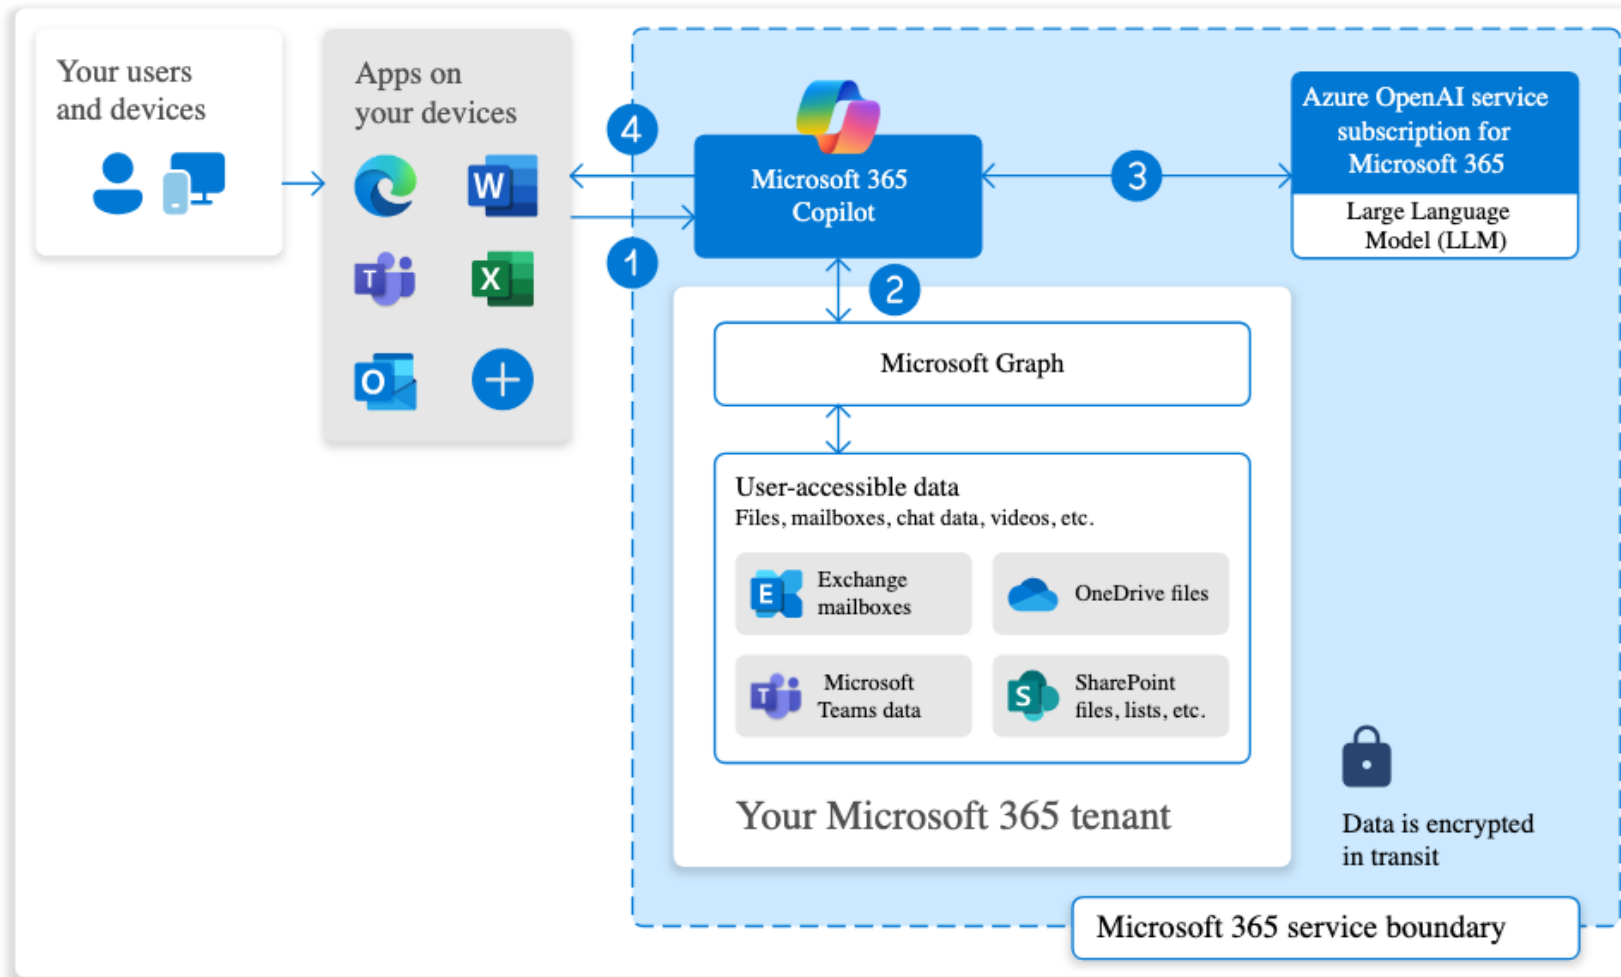 Your users
and devices
Apps on
your devices
W
T
X
O
4
1
Microsoft 365
Copilot
3
Azure OpenAI service
subscription for
Microsoft 365
Large Language
Model (LLM)
2
Microsoft Graph
User-accessible data
Files, mailboxes, chat data, videos, etc.
E
Exchange
mailboxes
OneDrive files
T
Microsoft
Teams data
S
SharePoint
files, lists, etc.
Your Microsoft 365 tenant
Data is encrypted
in transit
Microsoft 365 service boundary